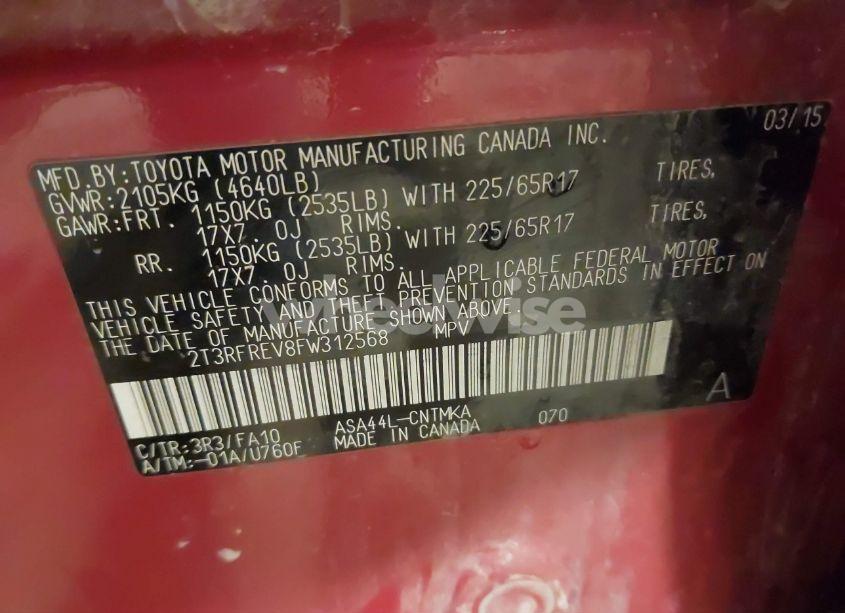 03/15
MFD.BY:TOYOTA MOTOR MANUFACTURING CANADA INC.
GVWR:2105KG (4640LB)
GAWR:FRT. 1150KG (2535LB) WITH 225/65R17 TIRES,
17X7.0J RIMS.
RR. 1150KG (2535LB) WITH 225/65R17 TIRES,
17X7.0J RIMS.
THIS VEHICLE CONFORMS TO ALL APPLICABLE FEDERAL MOTOR
VEHICLE SAFETY AND THEFT PREVENTION STANDARDS IN EFFECT ON
THE DATE OF MANUFACTURE SHOWN ABOVE.
2T3RFREV8FW312568 MPV
A
C/TR:3R3/FA10 ASA44L-CNTMKA 070
A/TM:-01A/U760F MADE IN CANADA